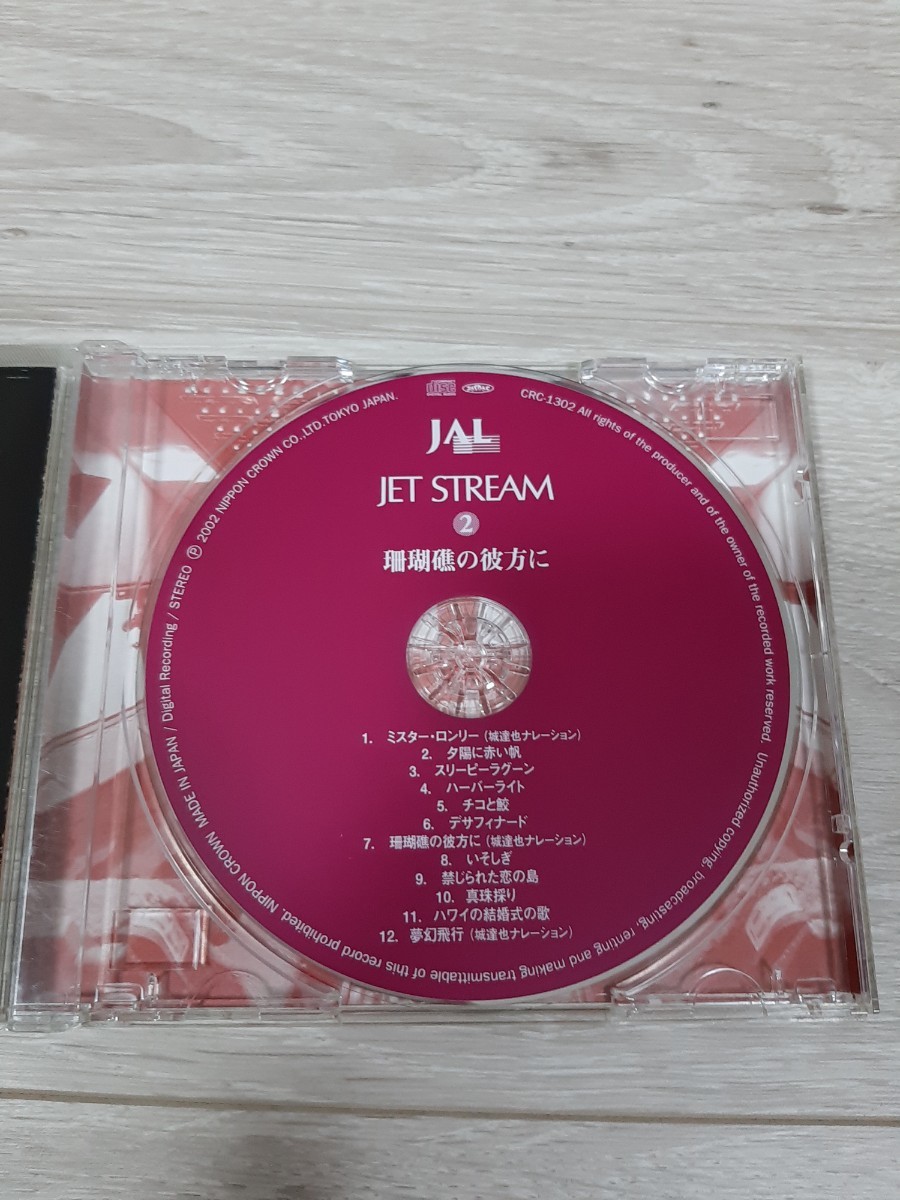 COMPACT disc DIGITAL AUDIO
JAL
JET STREAM
2
珊瑚礁の彼方に
1. ミスター・ロンリー (城達也ナレーション)
2. 夕陽に赤い帆
3. スリーピーラグーン
4. ハーバーライト
5. チコと鮫
6. デサフィナード
7. 珊瑚礁の彼方に (城達也ナレーション)
8. いそしぎ
9. 禁じられた恋の島
10. 真珠採り
11. ハワイの結婚式の歌
12. 夢幻飛行 (城達也ナレーション)
CRC-1302 All rights of the producer and of the owner of the recorded work reserved. Unauthorized copying, broadcasting, renting and making transmittable of this record prohibited. NIPPON CROWN MADE IN JAPAN / Digital Recording / STEREO Ⓟ 2002 NIPPON CROWN CO.,LTD.TOKYO JAPAN.